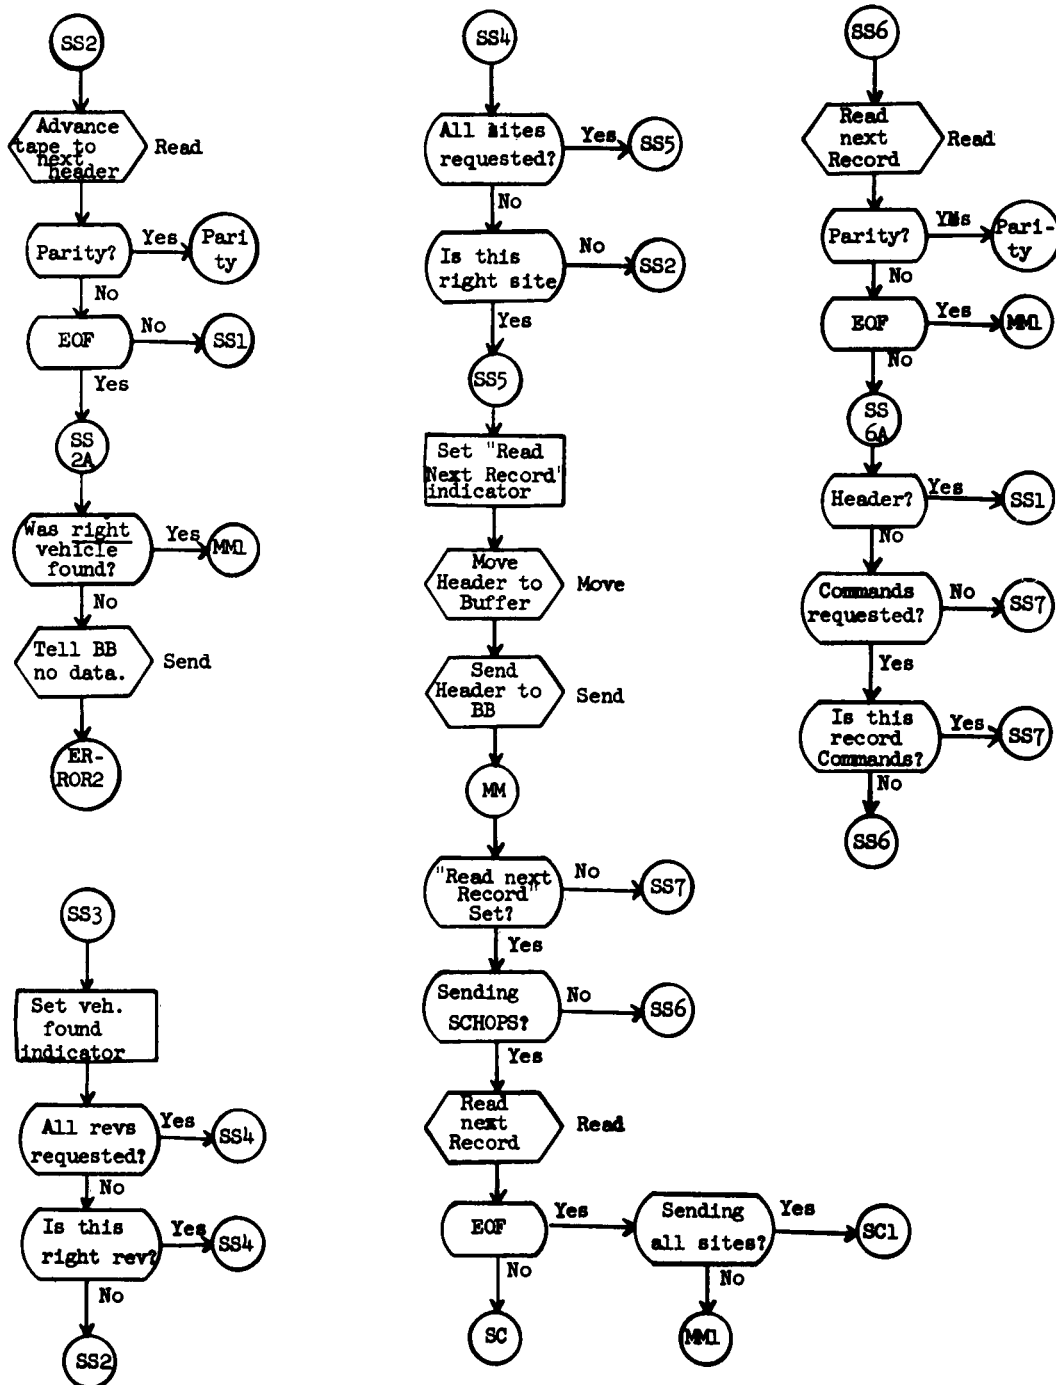 SS2
Advance
tape to
next
header
Read
Parity?
Yes
Pari
ty
No
EOF
No
SS1
Yes
SS
2A
Was right
vehicle
found?
Yes
MM1
No
Tell BB
no data.
Send
ER-
ROR2
SS3
Set veh.
found
indicator
All revs
requested?
Yes
SS4
No
Is this
right rev?
Yes
SS4
No
SS2
SS4
All sites
requested?
Yes
SS5
No
Is this
right site
No
SS2
Yes
SS5
Set "Read
Next Record"
indicator
Move
Header to
Buffer
Move
Send
Header to
BB
Send
MM
"Read next
Record"
Set?
No
SS7
Yes
Sending
SCHOPS?
No
SS6
Yes
Read
next
Record
Read
EOF
Yes
Sending
all sites?
Yes
SC1
No
SC
No
MM1
SS6
Read
next
Record
Read
Parity?
Yes
Pari-
ty
No
EOF
Yes
MM1
No
SS
6A
Header?
Yes
SS1
No
Commands
requested?
No
SS7
Yes
Is this
record
Commands?
Yes
SS7
No
SS6